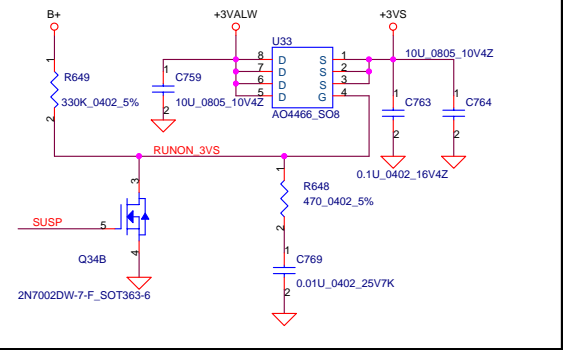 B+ +3VALW +3VS
U33
8 D S 1
7 D S 2
6 D S 3
5 D G 4
AO4466_SO8
1
R649
330K_0402_5%
2
1
C759
10U_0805_10V4Z
2
10U_0805_10V4Z
1
C763
2
0.1U_0402_16V4Z
1
C764
2
RUNON_3VS
3
SUSP 5
4
Q34B
2N7002DW-7-F_SOT363-6
1
R648
470_0402_5%
2
1
C769
0.01U_0402_25V7K
2